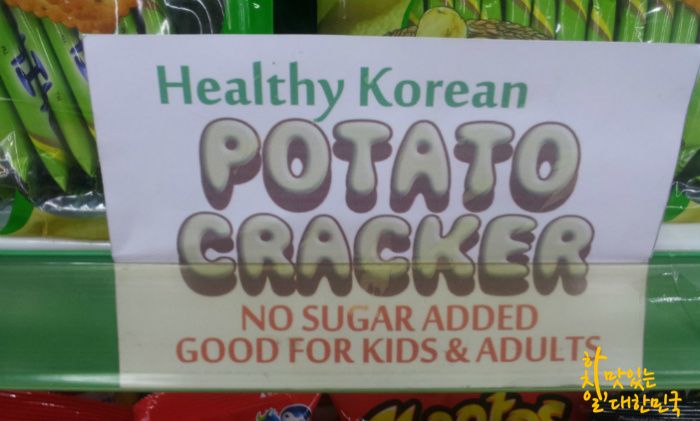 Healthy Korean
POTATO
CRACKER
NO SUGAR ADDED
GOOD FOR KIDS & ADULTS
맛있는
대한민국